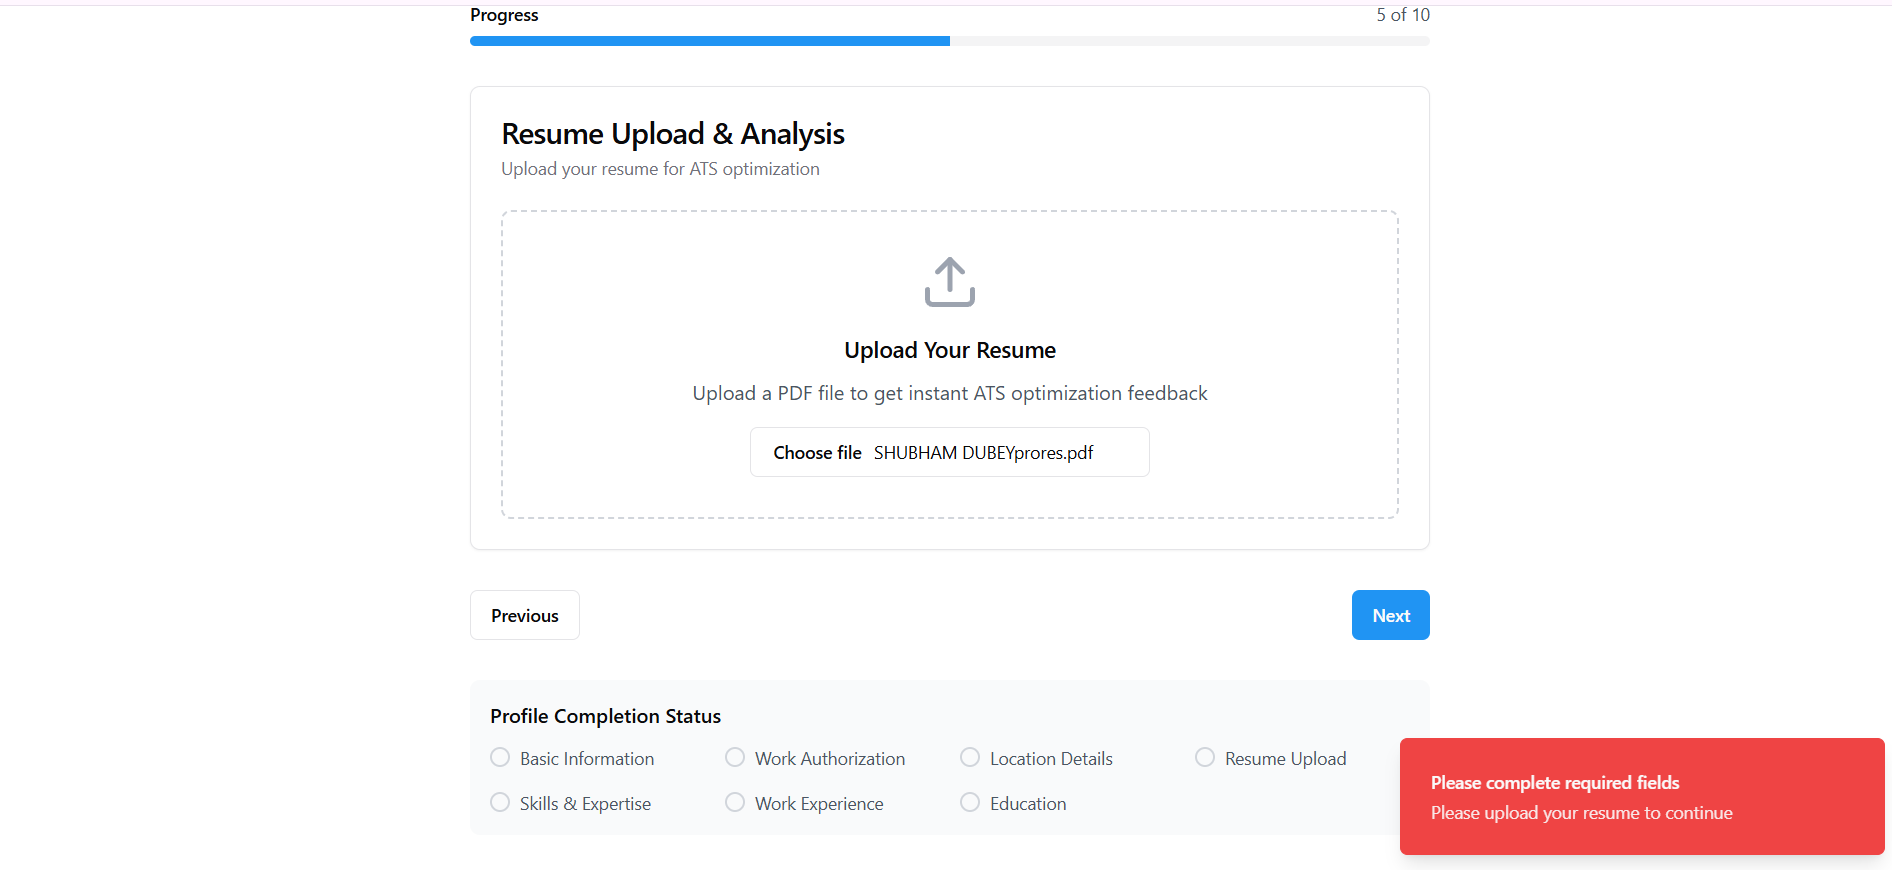 Progress
5 of 10
Resume Upload & Analysis
Upload your resume for ATS optimization
Upload Your Resume
Upload a PDF file to get instant ATS optimization feedback
Choose file SHUBHAM DUBEYprores.pdf
Previous
Next
Profile Completion Status
Basic Information
Work Authorization
Location Details
Resume Upload
Skills & Expertise
Work Experience
Education
Please complete required fields
Please upload your resume to continue